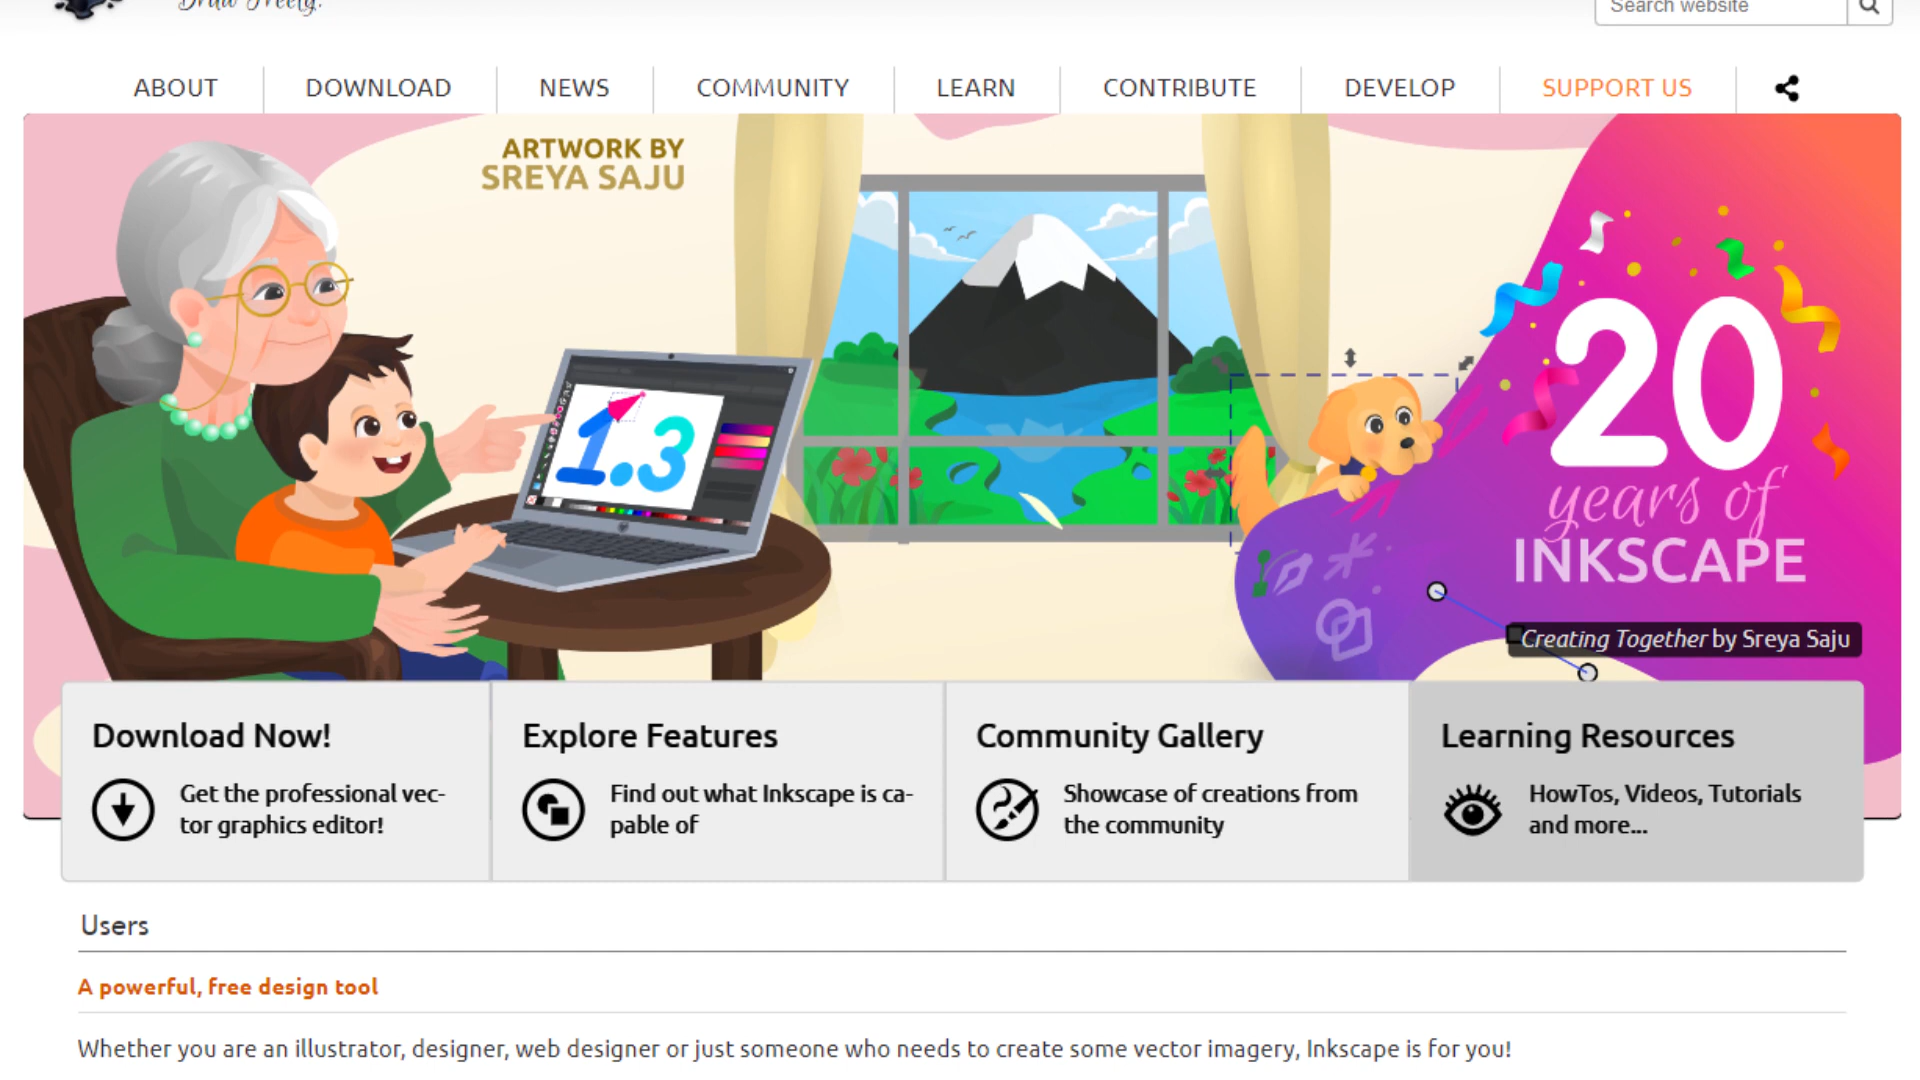 Draw Freely.
Search website
ABOUT
DOWNLOAD
NEWS
COMMUNITY
LEARN
CONTRIBUTE
DEVELOP
SUPPORT US
ARTWORK BY
SREYA SAJU
1.3
20
years of
INKSCAPE
Creating Together by Sreya Saju
Download Now!
Get the professional vec-
tor graphics editor!
Explore Features
Find out what Inkscape is ca-
pable of
Community Gallery
Showcase of creations from
the community
Learning Resources
HowTos, Videos, Tutorials
and more...
Users
A powerful, free design tool
Whether you are an illustrator, designer, web designer or just someone who needs to create some vector imagery, Inkscape is for you!